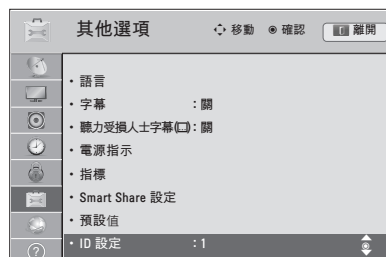 其他選項
移動 確認 離開
• 語言
• 字幕 : 關
• 聽力受損人士字幕( ) : 關
• 電源指示
• 指標
• Smart Share 設定
• 預設值
• ID 設定 : 1
?